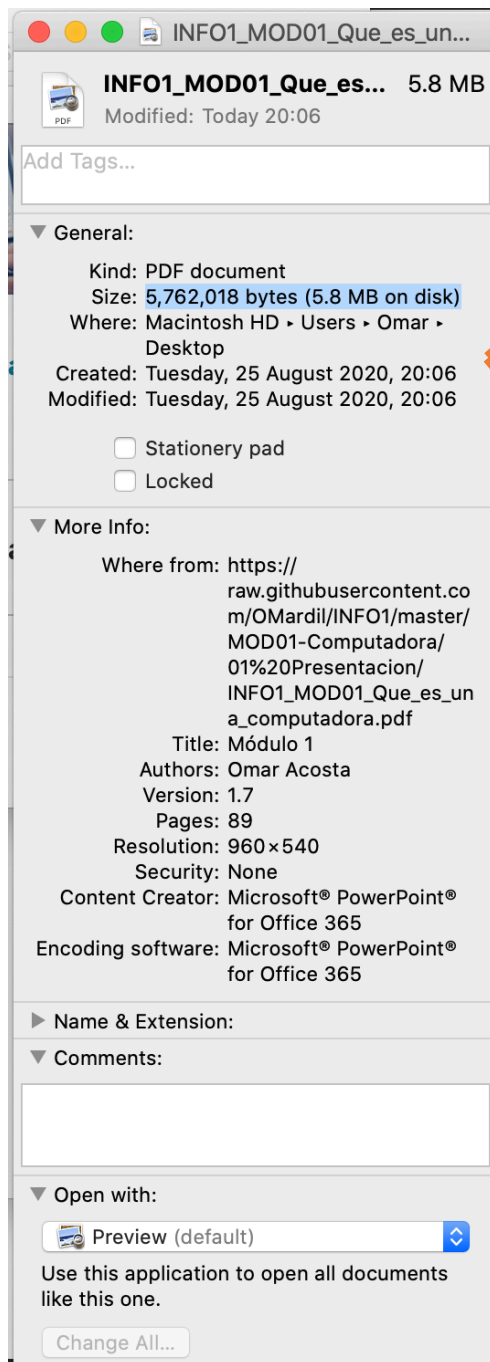 INFO1_MOD01_Que_es_un...
INFO1_MOD01_Que_es... 5.8 MB
PDF
Modified: Today 20:06
Add Tags...
General:
Kind: PDF document
Size: 5,762,018 bytes (5.8 MB on disk)
Where: Macintosh HD ▸ Users ▸ Omar ▸
Desktop
Created: Tuesday, 25 August 2020, 20:06
Modified: Tuesday, 25 August 2020, 20:06
Stationery pad
Locked
More Info:
Where from: https://
raw.githubusercontent.co
m/OMardil/INFO1/master/
MOD01-Computadora/
01%20Presentacion/
INFO1_MOD01_Que_es_un
a_computadora.pdf
Title: Módulo 1
Authors: Omar Acosta
Version: 1.7
Pages: 89
Resolution: 960×540
Security: None
Content Creator: Microsoft® PowerPoint®
for Office 365
Encoding software: Microsoft® PowerPoint®
for Office 365
Name & Extension:
Comments:
Open with:
Preview (default)
Use this application to open all documents
like this one.
Change All...